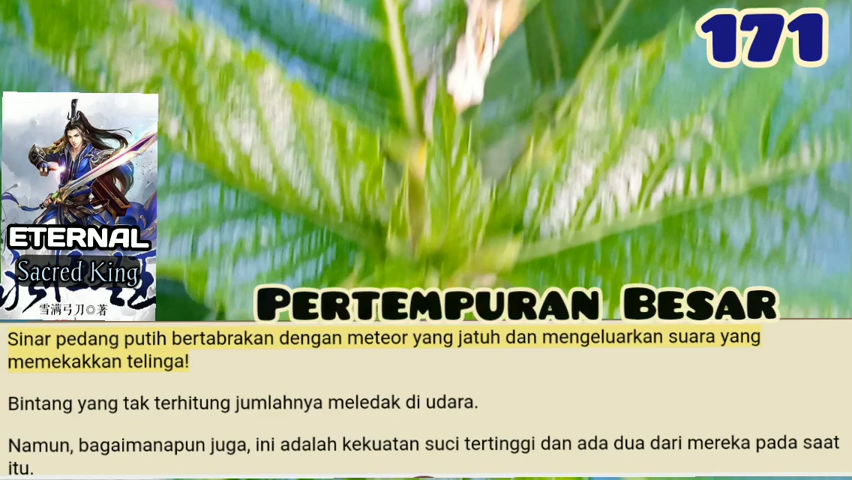 171
ETERNAL
Sacred King
雪满弓刀◎著
PERTEMPURAN BESAR
Sinar pedang putih bertabrakan dengan meteor yang jatuh dan mengeluarkan suara yang
memekakkan telinga!
Bintang yang tak terhitung jumlahnya meledak di udara.
Namun, bagaimanapun juga, ini adalah kekuatan suci tertinggi dan ada dua dari mereka pada saat
itu.